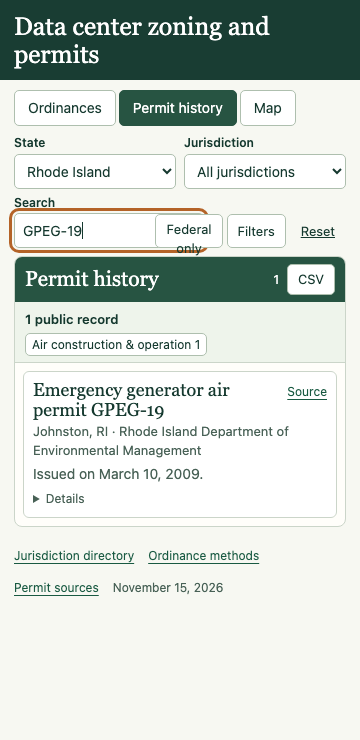 Data center zoning and
permits
Ordinances
Permit history
Map
State
Jurisdiction
Rhode Island
All jurisdictions
Search
GPEG-19
Federal
only
Filters
Reset
Permit history
1
CSV
1 public record
Air construction & operation 1
Emergency generator air
permit GPEG-19
Source
Johnston, RI · Rhode Island Department of
Environmental Management
Issued on March 10, 2009.
Details
Jurisdiction directory
Ordinance methods
Permit sources
November 15, 2026